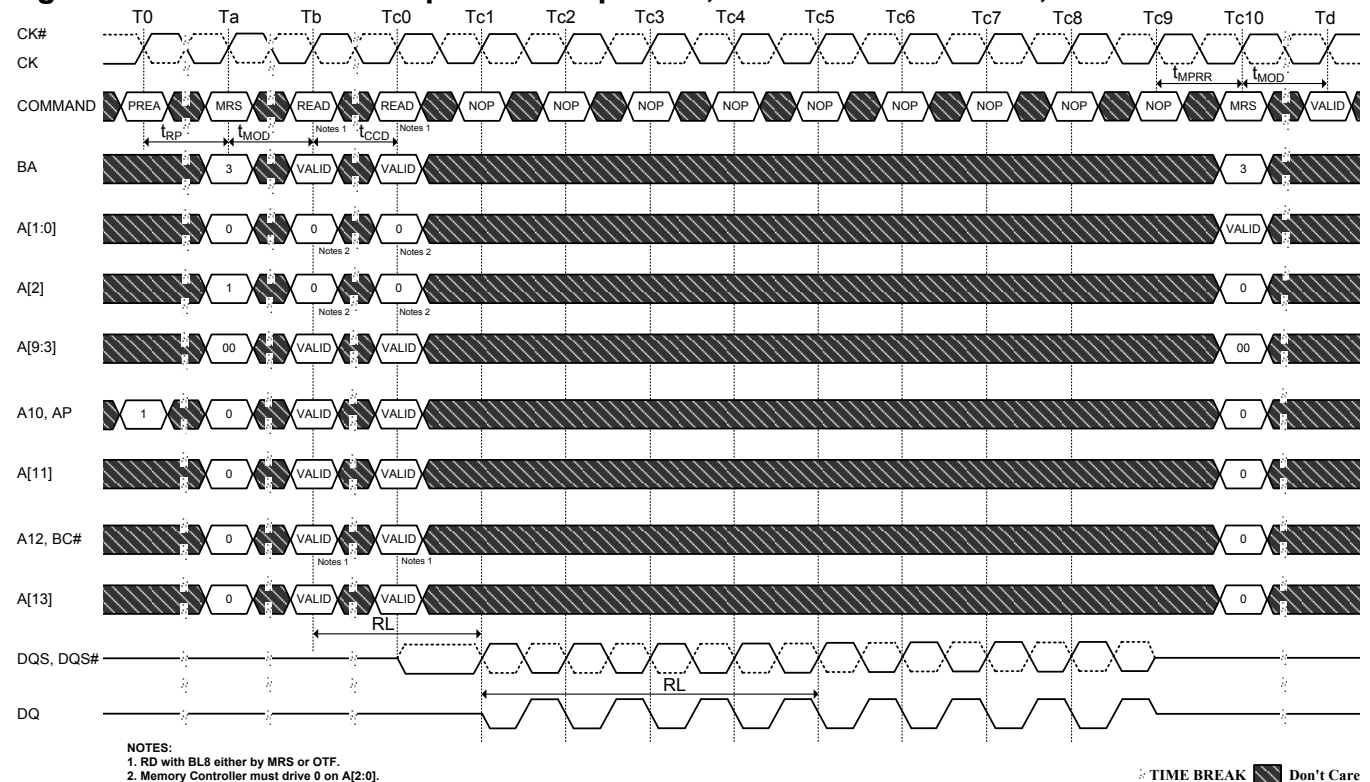 T0 Ta Tb Tc0 Tc1 Tc2 Tc3 Tc4 Tc5 Tc6 Tc7 Tc8 Tc9 Tc10 Td
CK#
CK
tMPRR tMOD
COMMAND PREA MRS READ READ NOP NOP NOP NOP NOP NOP NOP NOP NOP MRS VALID
Notes 1 Notes 1
tRP tMOD tCCD
BA 3 VALID VALID 3
A[1:0] 0 0 0 VALID
Notes 2 Notes 2
A[2] 1 0 0 0
Notes 2 Notes 2
A[9:3] 00 VALID VALID 00
A10, AP 1 0 VALID VALID 0
A[11] 0 VALID VALID 0
A12, BC# 0 VALID VALID 0
Notes 1 Notes 1
A[13] 0 VALID VALID 0
RL
DQS, DQS#
RL
DQ
NOTES:
1. RD with BL8 either by MRS or OTF.
2. Memory Controller must drive 0 on A[2:0].
TIME BREAK Don't Care